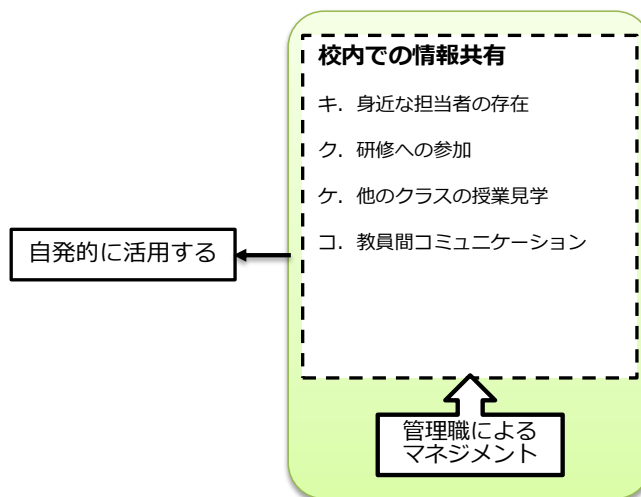 校内での情報共有
キ．身近な担当者の存在
ク．研修への参加
ケ．他のクラスの授業見学
コ．教員間コミュニケーション
自発的に活用する
管理職による
マネジメント